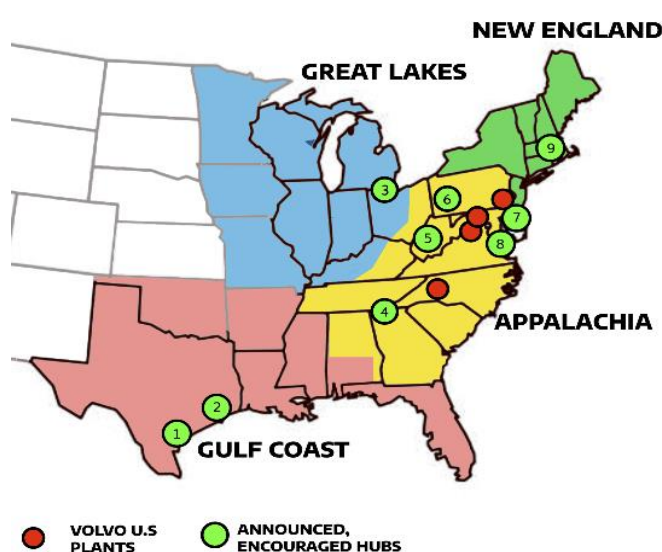 NEW ENGLAND
GREAT LAKES
9
3
6
7
5
8
4
APPALACHIA
2
1
GULF COAST
VOLVO U.S
PLANTS
ANNOUNCED,
ENCOURAGED HUBS